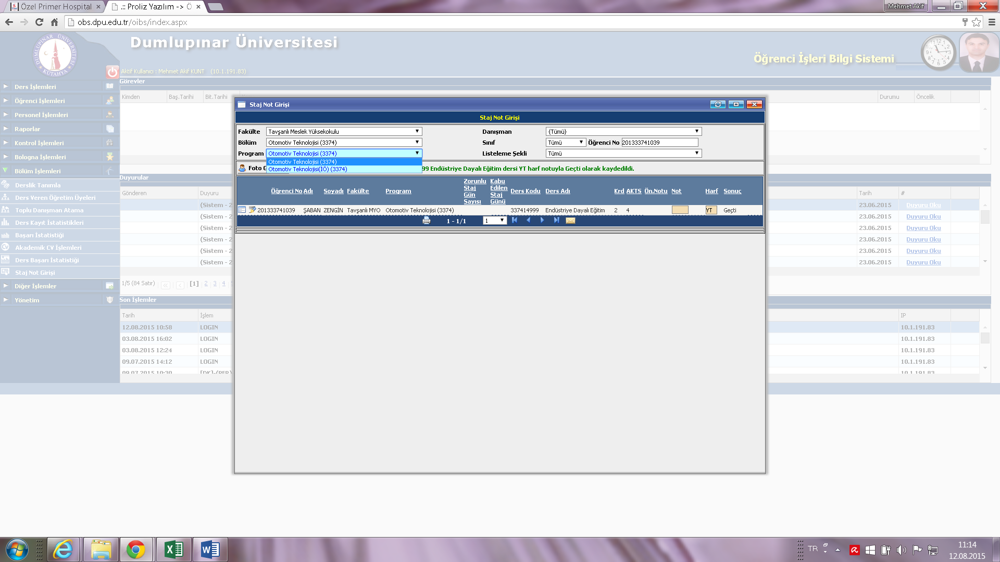 Özel Primer Hospital
.:: Proliz Yazılım -> Ö
Mehmet Akif
obs.dpu.edu.tr/oibs/index.aspx
DUMLUPINAR ÜNİVERSİTESİ
KÜTAHYA
Dumlupınar Üniversitesi
Öğrenci İşleri Bilgi Sistemi
Aktif Kullanıcı : Mehmet Akif KUNT (10.1.191.83)
Ders İşlemleri
Öğrenci İşlemleri
Personel İşlemleri
Raporlar
Kontrol İşlemleri
Bologna İşlemleri
Bölüm İşlemleri
Derslik Tanımla
Ders Veren Öğretim Üyeleri
Toplu Danışman Atama
Ders Kayıt İstatistikleri
Başarı İstatistiği
Akademik CV İşlemleri
Ders Başarı İstatistiği
Staj Not Girişi
Diğer İşlemler
Yönetim
Görevler
Kimden Baş.Tarihi Bit.Tarihi Durumu Öncelik
Staj Not Girişi
Staj Not Girişi
Fakülte Tavşanlı Meslek Yüksekokulu Danışman {Tümü}
Bölüm Otomotiv Teknolojisi (3374) Sınıf Tümü Öğrenci No 201333741039
Program Otomotiv Teknolojisi (3374) Listeleme Şekli Tümü
Otomotiv Teknolojisi (3374)
Otomotiv Teknolojisi(İÖ) (3374)
Foto G 99 Endüstriye Dayalı Eğitim dersi YT harf notuyla Geçti olarak kaydedildi.
Öğrenci No Adı Soyadı Fakülte Program Zorunlu Staj Gün Sayısı Kabu Edilen Staj Günü Ders Kodu Ders Adı Krd AKTS Ön.Notu Not Harf Sonuc
201333741039 ŞABAN ZENGİN Tavşanlı MYO Otomotiv Teknolojisi (3374) 337414999 Endüstriye Dayalı Eğitim 2 4 YT Geçti
1 - 1/1 1
Duyurular
Gönderen Duyuru Tarih #
(Sistem - 2 23.06.2015 Duyuru Oku
(Sistem - 2 23.06.2015 Duyuru Oku
(Sistem - 2 23.06.2015 Duyuru Oku
(Sistem - 2 23.06.2015 Duyuru Oku
(Sistem - 2 23.06.2015 Duyuru Oku
(Sistem - 2 23.06.2015 Duyuru Oku
1/5 (84 Satır) [1] 2 3 4
Son İşlemler
Tarih İşlem IP
12.08.2015 10:58 LOGIN 10.1.191.83
03.08.2015 16:02 LOGIN 10.1.191.83
03.08.2015 12:24 LOGIN 10.1.191.83
09.07.2015 14:12 LOGIN 10.1.191.83
09.07.2015 10:30 10.1.191.83
TR
11:14
12.08.2015